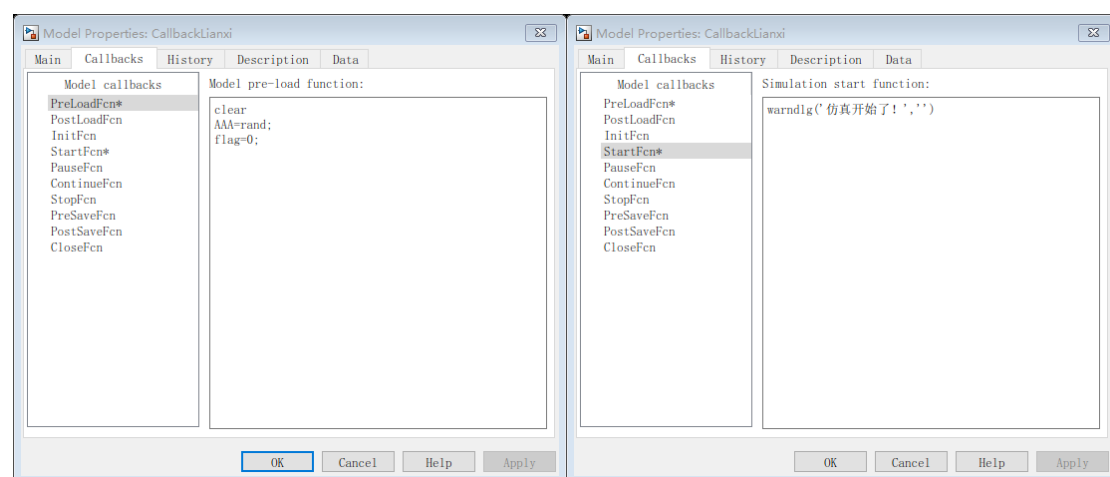 Model Properties: CallbackLianxi
Main Callbacks History Description Data
Model callbacks
PreLoadFcn*
PostLoadFcn
InitFcn
StartFcn*
PauseFcn
ContinueFcn
StopFcn
PreSaveFcn
PostSaveFcn
CloseFcn
Model pre-load function:
clear
AAA=rand;
flag=0;
OK Cancel Help Apply
Model Properties: CallbackLianxi
Main Callbacks History Description Data
Model callbacks
PreLoadFcn*
PostLoadFcn
InitFcn
StartFcn*
PauseFcn
ContinueFcn
StopFcn
PreSaveFcn
PostSaveFcn
CloseFcn
Simulation start function:
warndlg('仿真开始了!','')
OK Cancel Help Apply